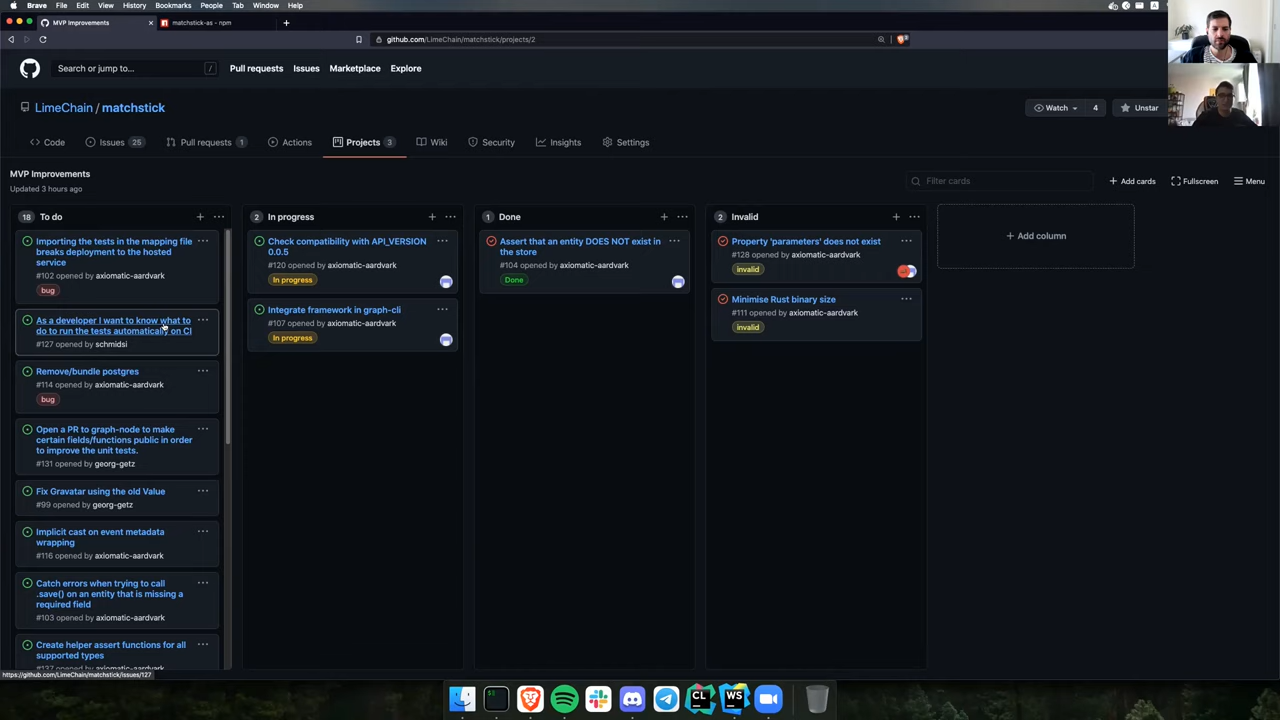 Brave File Edit View History Bookmarks People Tab Window Help
MVP Improvements
matchstick-as - npm
github.com/LimeChain/matchstick/projects/2
Search or jump to...
/
Pull requests
Issues
Marketplace
Explore
LimeChain / matchstick
Watch
4
Unstar
Code
Issues 25
Pull requests 1
Actions
Projects 3
Wiki
Security
Insights
Settings
MVP Improvements
Updated 3 hours ago
Filter cards
+ Add cards
Fullscreen
Menu
18 To do
Importing the tests in the mapping file
breaks deployment to the hosted
service
#102 opened by axiomatic-aardvark
bug
As a developer I want to know what to
do to run the tests automatically on CI
#127 opened by schmidsi
Remove/bundle postgres
#114 opened by axiomatic-aardvark
bug
Open a PR to graph-node to make
certain fields/functions public in order
to improve the unit tests.
#131 opened by georg-getz
Fix Gravatar using the old Value
#99 opened by georg-getz
Implicit cast on event metadata
wrapping
#116 opened by axiomatic-aardvark
Catch errors when trying to call
.save() on an entity that is missing a
required field
#103 opened by axiomatic-aardvark
Create helper assert functions for all
supported types
#137 opened by axiomatic-aardvark
2 In progress
Check compatibility with API_VERSION
0.0.5
#120 opened by axiomatic-aardvark
In progress
Integrate framework in graph-cli
#107 opened by axiomatic-aardvark
In progress
1 Done
Assert that an entity DOES NOT exist in
the store
#104 opened by axiomatic-aardvark
Done
2 Invalid
Property 'parameters' does not exist
#128 opened by axiomatic-aardvark
invalid
Minimise Rust binary size
#111 opened by axiomatic-aardvark
invalid
+ Add column
https://github.com/LimeChain/matchstick/issues/127
CL
WS